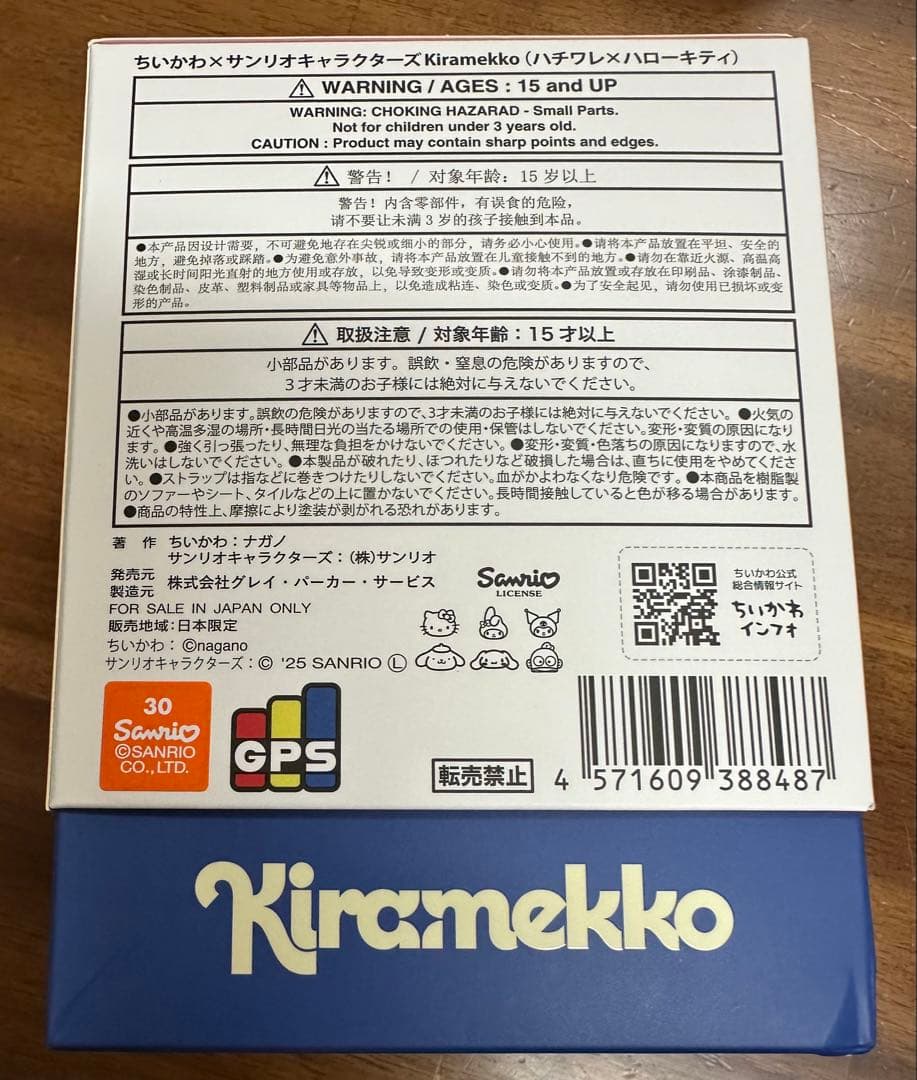 ちいかわ×サンリオキャラクターズKiramekko（ハチワレ×ハローキティ）
⚠ WARNING / AGES : 15 and UP
WARNING: CHOKING HAZARAD - Small Parts.
Not for children under 3 years old.
CAUTION : Product may contain sharp points and edges.
⚠ 警告！ / 对象年龄：15 岁以上
警告！内含零部件，有误食的危险，
请不要让未满 3 岁的孩子接触到本品。
●本产品因设计需要，不可避免地存在尖锐或细小的部分，请务必小心使用。●请将本产品放置在平坦、安全的
地方，避免掉落或踩踏。●为避免意外事故，请将本产品放置在儿童接触不到的地方。●请勿在靠近火源、高温高
湿或长时间阳光直射的地方使用或存放，以免导致变形或变质。●请勿将本产品放置或存放在印刷品、涂漆制品、
染色制品、皮革、塑料制品或家具等物品上，以免造成粘连、染色或变质。●为了安全起见，请勿使用已损坏或变
形的产品。
⚠ 取扱注意 / 対象年齢：15才以上
小部品があります。誤飲・窒息の危険がありますので、
3才未満のお子様には絶対に与えないでください。
●小部品があります。誤飲の危険がありますので、3才未満のお子様には絶対に与えないでください。●火気の
近くや高温多湿の場所・長時間日光の当たる場所での使用・保管はしないでください。変形・変質の原因になり
ます。●強く引っ張ったり、無理な負担をかけないでください。●変形・変質・色落ちの原因になりますので、水
洗いはしないでください。●本製品が破れたり、ほつれたりなど破損した場合は、直ちに使用をやめてくださ
い。●ストラップは指などに巻きつけたりしないでください。血がかよわなくなり危険です。●本商品を樹脂製
のソファーやシート、タイルなどの上に置かないでください。長時間接触していると色が移る場合があります。
●商品の特性上、摩擦により塗装が剥がれる恐れがあります。
著 作 ちいかわ：ナガノ
サンリオキャラクターズ：（株）サンリオ
発売元
製造元 株式会社グレイ・パーカー・サービス
FOR SALE IN JAPAN ONLY
販売地域：日本限定
ちいかわ：©nagano
サンリオキャラクターズ：© '25 SANRIO Ⓛ
Sanrio
LICENSE
ちいかわ公式
総合情報サイト
ちいかわ
インフォ
30
Sanrio
©SANRIO
CO.,LTD.
GPS
転売禁止
4 571609 388487
Kiramekko